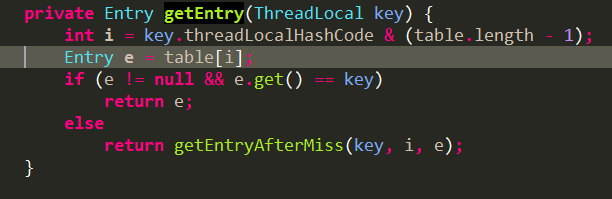 private Entry getEntry(ThreadLocal key) {
int i = key.threadLocalHashCode & (table.length - 1);
Entry e = table[i];
if (e != null && e.get() == key)
return e;
else
return getEntryAfterMiss(key, i, e);
}